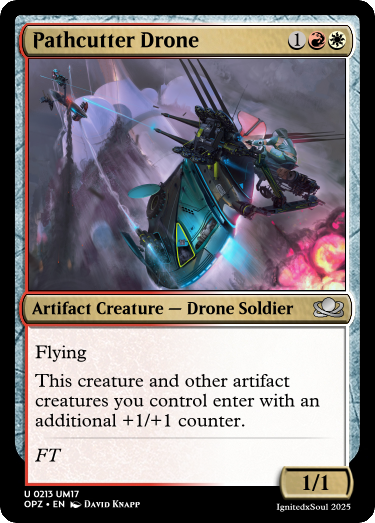 Pathcutter Drone 1
Artifact Creature — Drone Soldier
Flying
This creature and other artifact
creatures you control enter with an
additional +1/+1 counter.
FT
1/1
U 0213 UM17
OPZ • EN DAVID KNAPP
IgnitedxSoul 2025